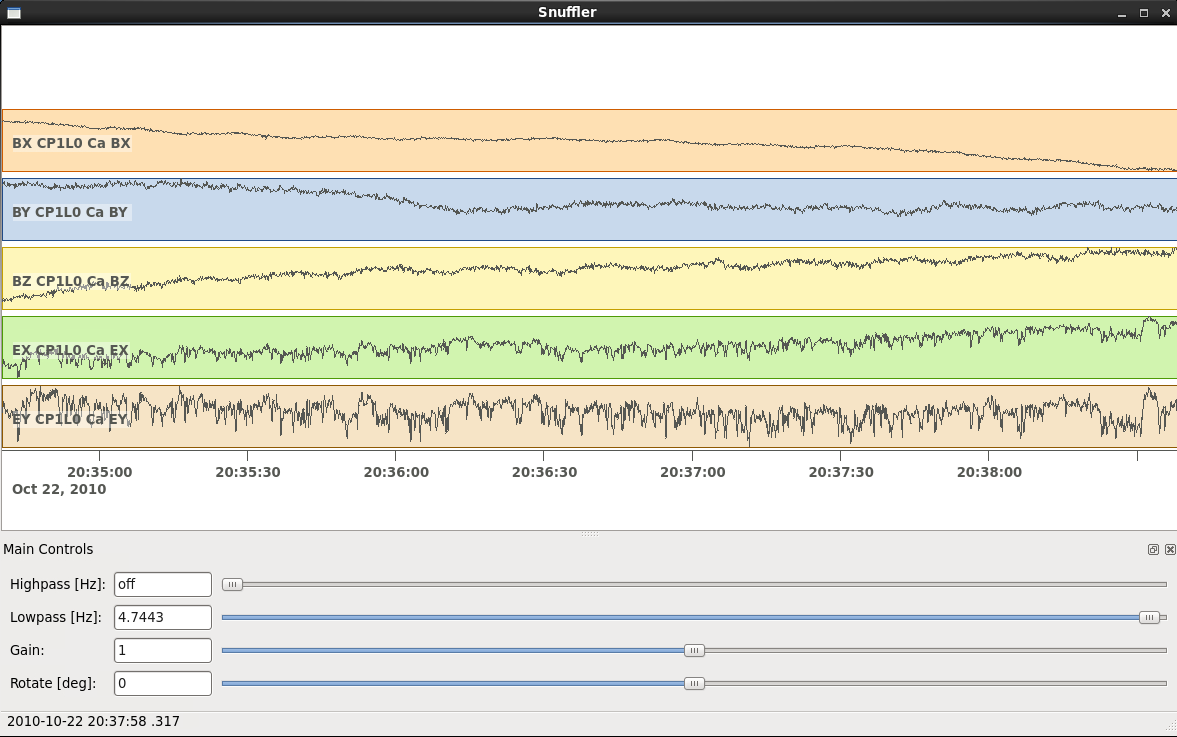 Snuffler
BX CP1L0 Ca BX
BY CP1L0 Ca BY
BZ CP1L0 Ca BZ
EX CP1L0 Ca EX
EY CP1L0 Ca EY
20:35:00 20:35:30 20:36:00 20:36:30 20:37:00 20:37:30 20:38:00
Oct 22, 2010
Main Controls
Highpass [Hz]: off
Lowpass [Hz]: 4.7443
Gain: 1
Rotate [deg]: 0
2010-10-22 20:37:58 .317